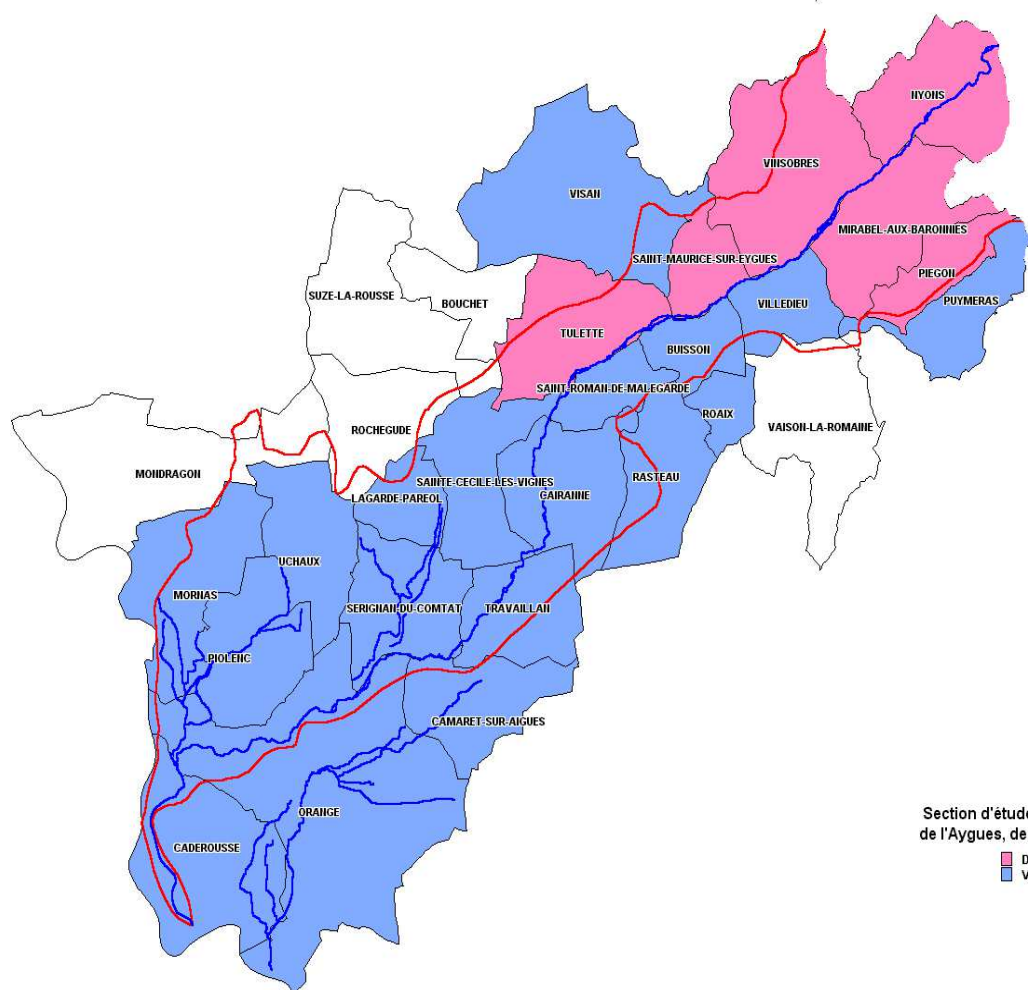 NYONS
VINSOBRES
VISAN
MIRABEL-AUX-BARONNIES
SAINT-MAURICE-SUR-EYGUES
PIEGON
SUZE-LA-ROUSSE
BOUCHET
VILLEDIEU
PUYMERAS
TULETTE
BUISSON
SAINT-ROMAN-DE-MALEGARDE
ROAIX
VAISON-LA-ROMAINE
ROCHEGUDE
MONDRAGON
RASTEAU
SAINTE-CECILE-LES-VIGNES
LAGARDE-PAREOL
CAIRANNE
UCHAUX
MORNAS
SERIGNAN-DU-COMTAT
TRAVAILLAN
PIOLENC
CAMARET-SUR-AIGUES
ORANGE
CADEROUSSE
Section d'étude
de l'Aygues, de
D
V